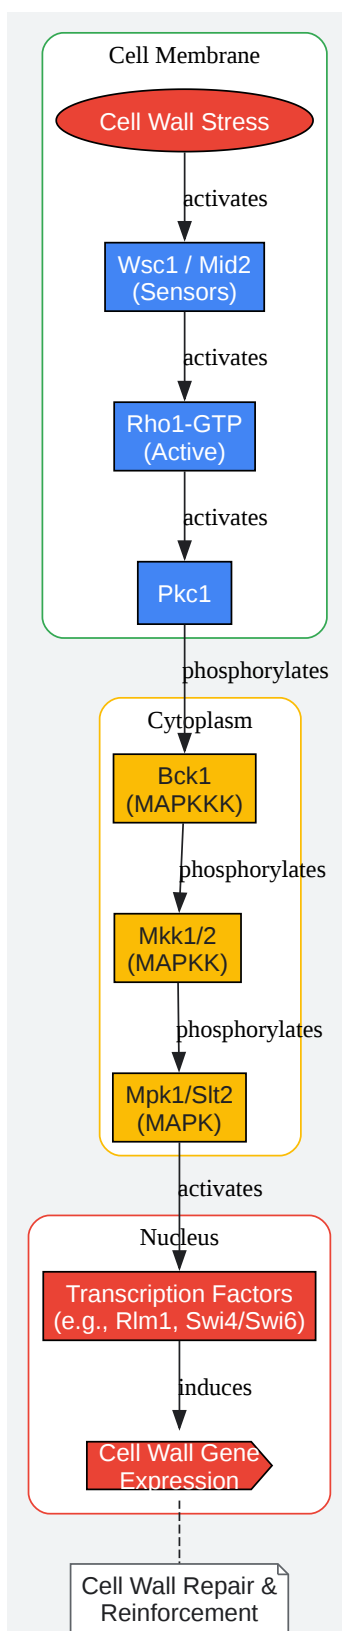 Cell Membrane
Cell Wall Stress
activates
Wsc1 / Mid2
(Sensors)
activates
Rho1-GTP
(Active)
activates
Pkc1
phosphorylates
Cytoplasm
Bck1
(MAPKKK)
phosphorylates
Mkk1/2
(MAPKK)
phosphorylates
Mpk1/Slt2
(MAPK)
activates
Nucleus
Transcription Factors
(e.g., Rlm1, Swi4/Swi6)
induces
Cell Wall Gene
Expression
Cell Wall Repair &
Reinforcement